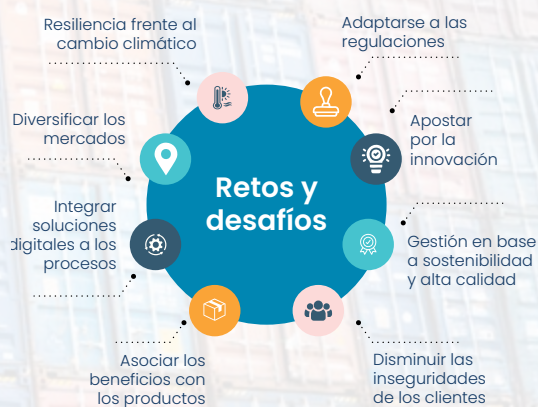 Resiliencia frente al
cambio climático
Adaptarse a las
regulaciones
Diversificar los
mercados
Apostar
por la
innovación
Retos y
desafíos
Integrar
soluciones
digitales a los
procesos
Gestión en base
a sostenibilidad
y alta calidad
Asociar los
beneficios con
los productos
Disminuir las
inseguridades
de los clientes